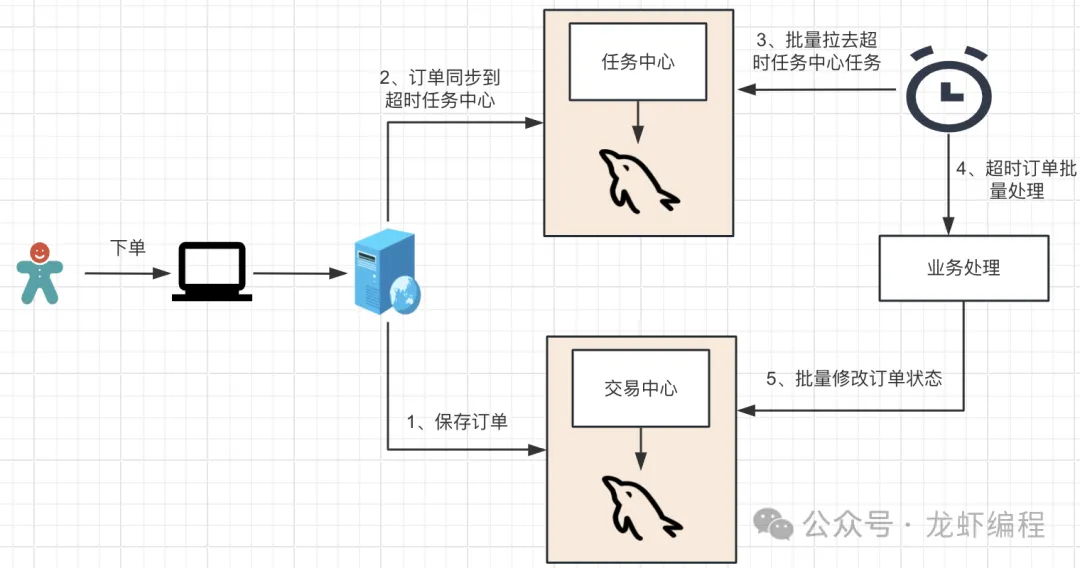 任务中心
3、批量拉去超
时任务中心任务
2、订单同步到
超时任务中心
4、超时订单批
量处理
下单
业务处理
交易中心
5、批量修改订单状态
1、保存订单
公众号·龙虾编程